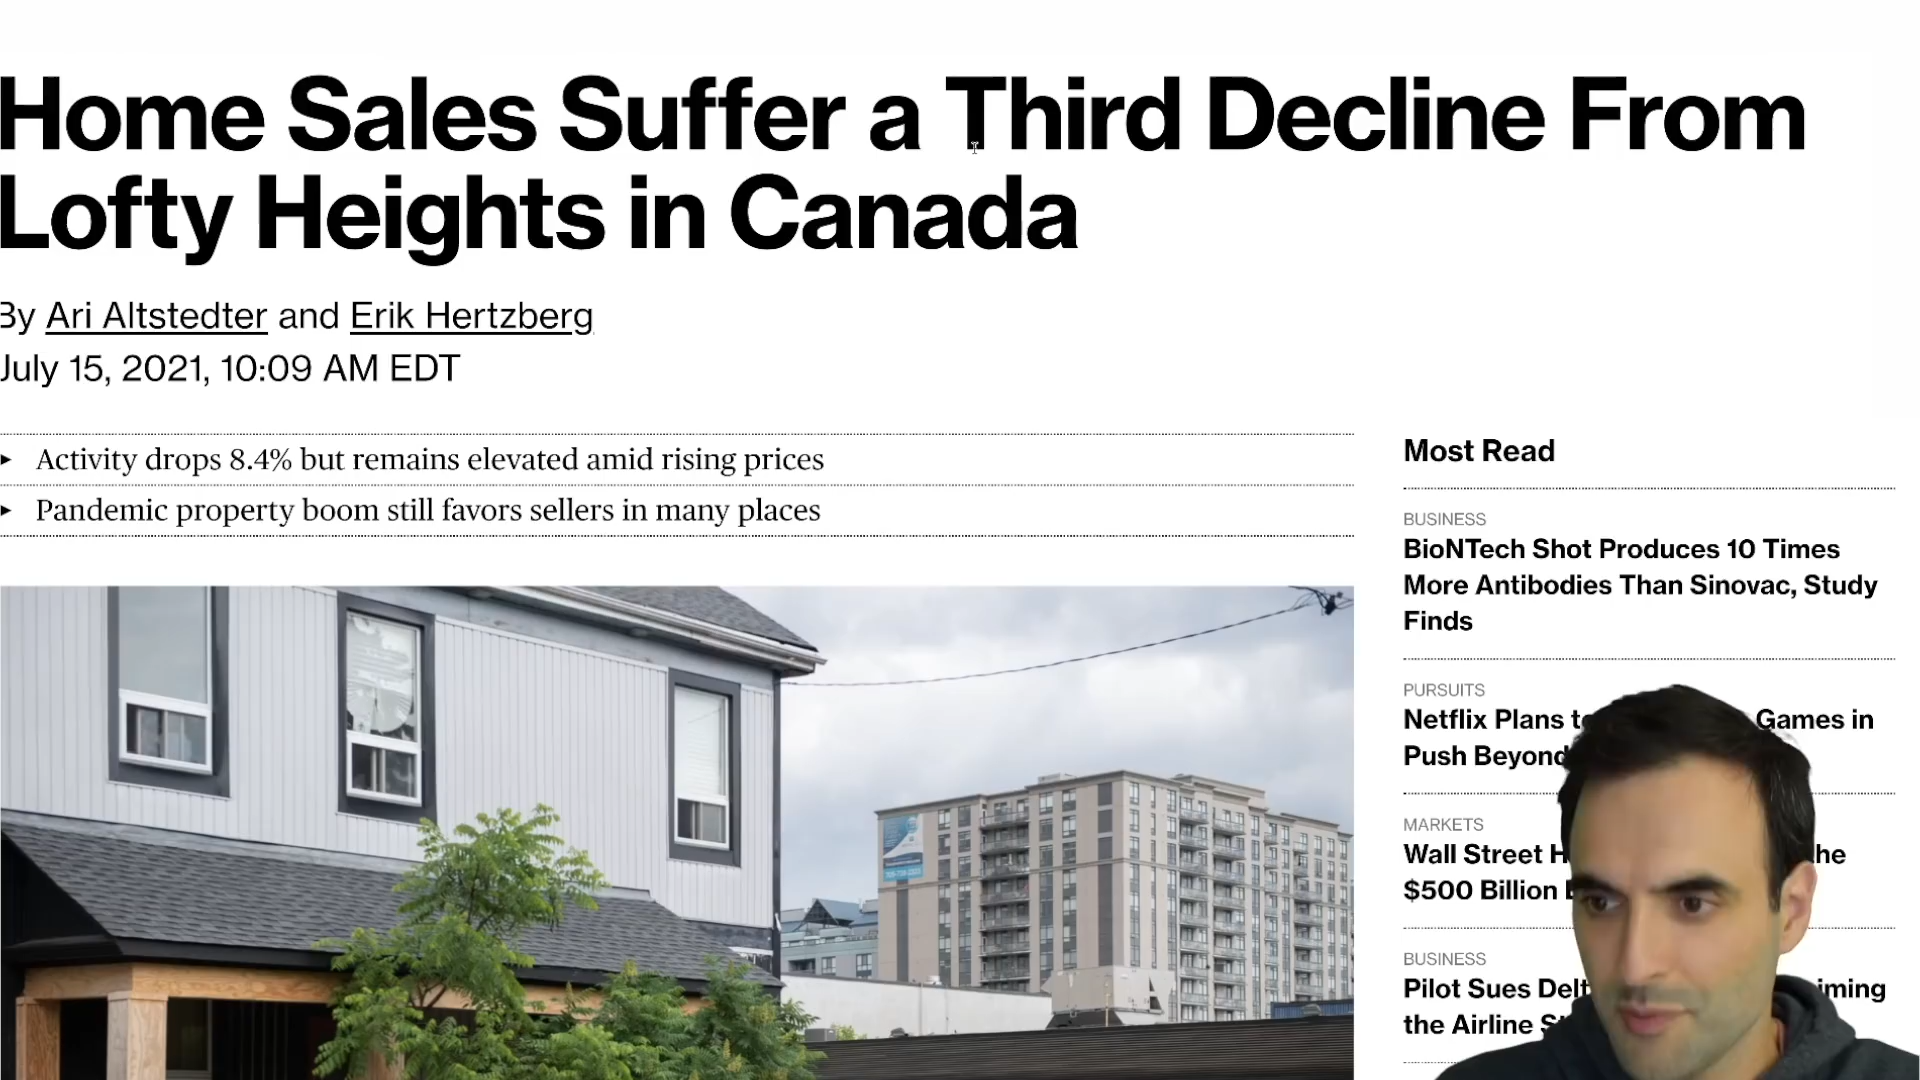 Home Sales Suffer a Third Decline From
Lofty Heights in Canada
By Ari Altstedter and Erik Hertzberg
July 15, 2021, 10:09 AM EDT
Activity drops 8.4% but remains elevated amid rising prices
Pandemic property boom still favors sellers in many places
Most Read
BUSINESS
BioNTech Shot Produces 10 Times
More Antibodies Than Sinovac, Study
Finds
PURSUITS
Netflix Plans Games in
Push Beyond
MARKETS
Wall Street
$500 Billion
BUSINESS
Pilot Sues
the Airline